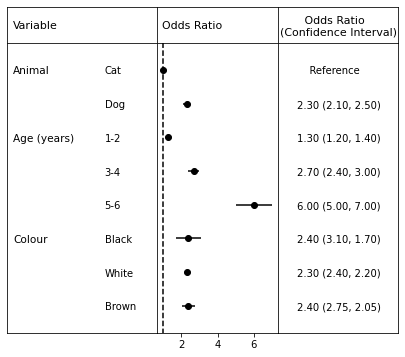 Variable Odds Ratio Odds Ratio
(Confidence Interval)
Animal Cat Reference
Dog 2.30 (2.10, 2.50)
Age (years) 1-2 1.30 (1.20, 1.40)
3-4 2.70 (2.40, 3.00)
5-6 6.00 (5.00, 7.00)
Colour Black 2.40 (3.10, 1.70)
White 2.30 (2.40, 2.20)
Brown 2.40 (2.75, 2.05)
2 4 6